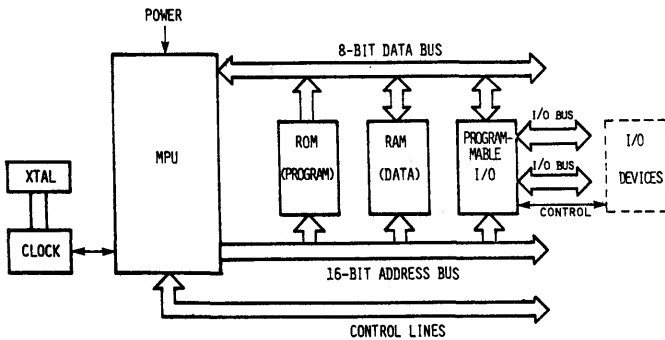 POWER
8-BIT DATA BUS
MPU
ROM
(PROGRAM)
RAM
(DATA)
PROGRAM-
MABLE
I/O
I/O BUS
I/O BUS
CONTROL
I/O
DEVICES
XTAL
CLOCK
16-BIT ADDRESS BUS
CONTROL LINES